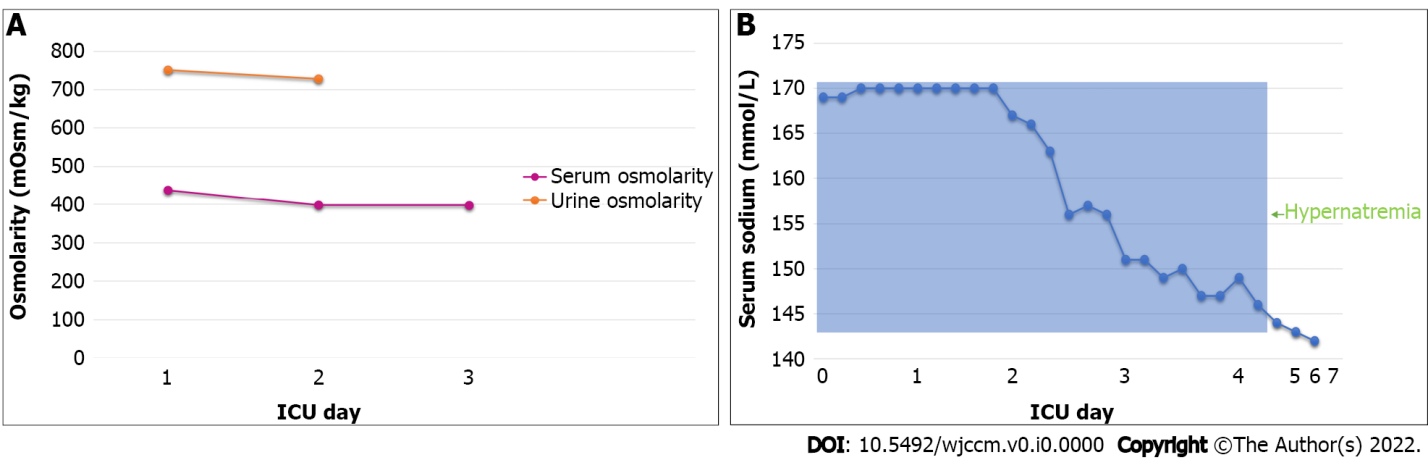 A
800
700
600
500
400
300
200
100
0
Osmolarity (mOsm/kg)
1 2 3
ICU day
Serum osmolarity
Urine osmolarity
B
175
170
165
160
155
150
145
140
Serum sodium (mmol/L)
0 1 2 3 4 5 6 7
ICU day
Hypernatremia
DOI: 10.5492/wjccm.v0.i0.0000 Copyright ©The Author(s) 2022.